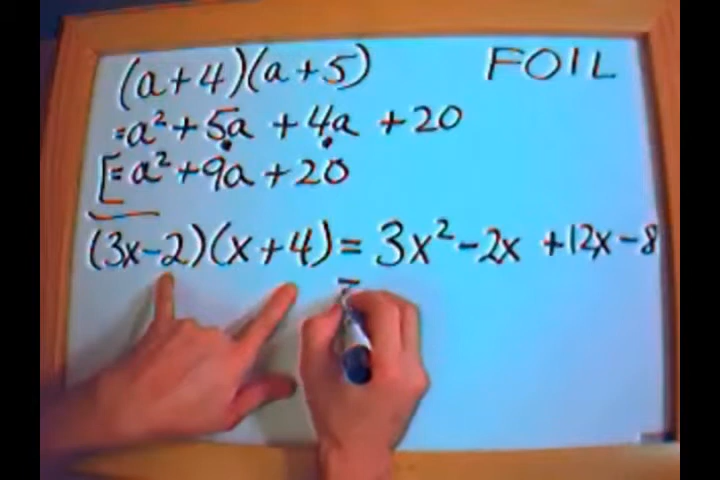 (a+4)(a+5) FOIL
=a²+5a +4a +20
=a²+9a+20
(3x-2)(x+4)=3x²-2x +12x-8
=